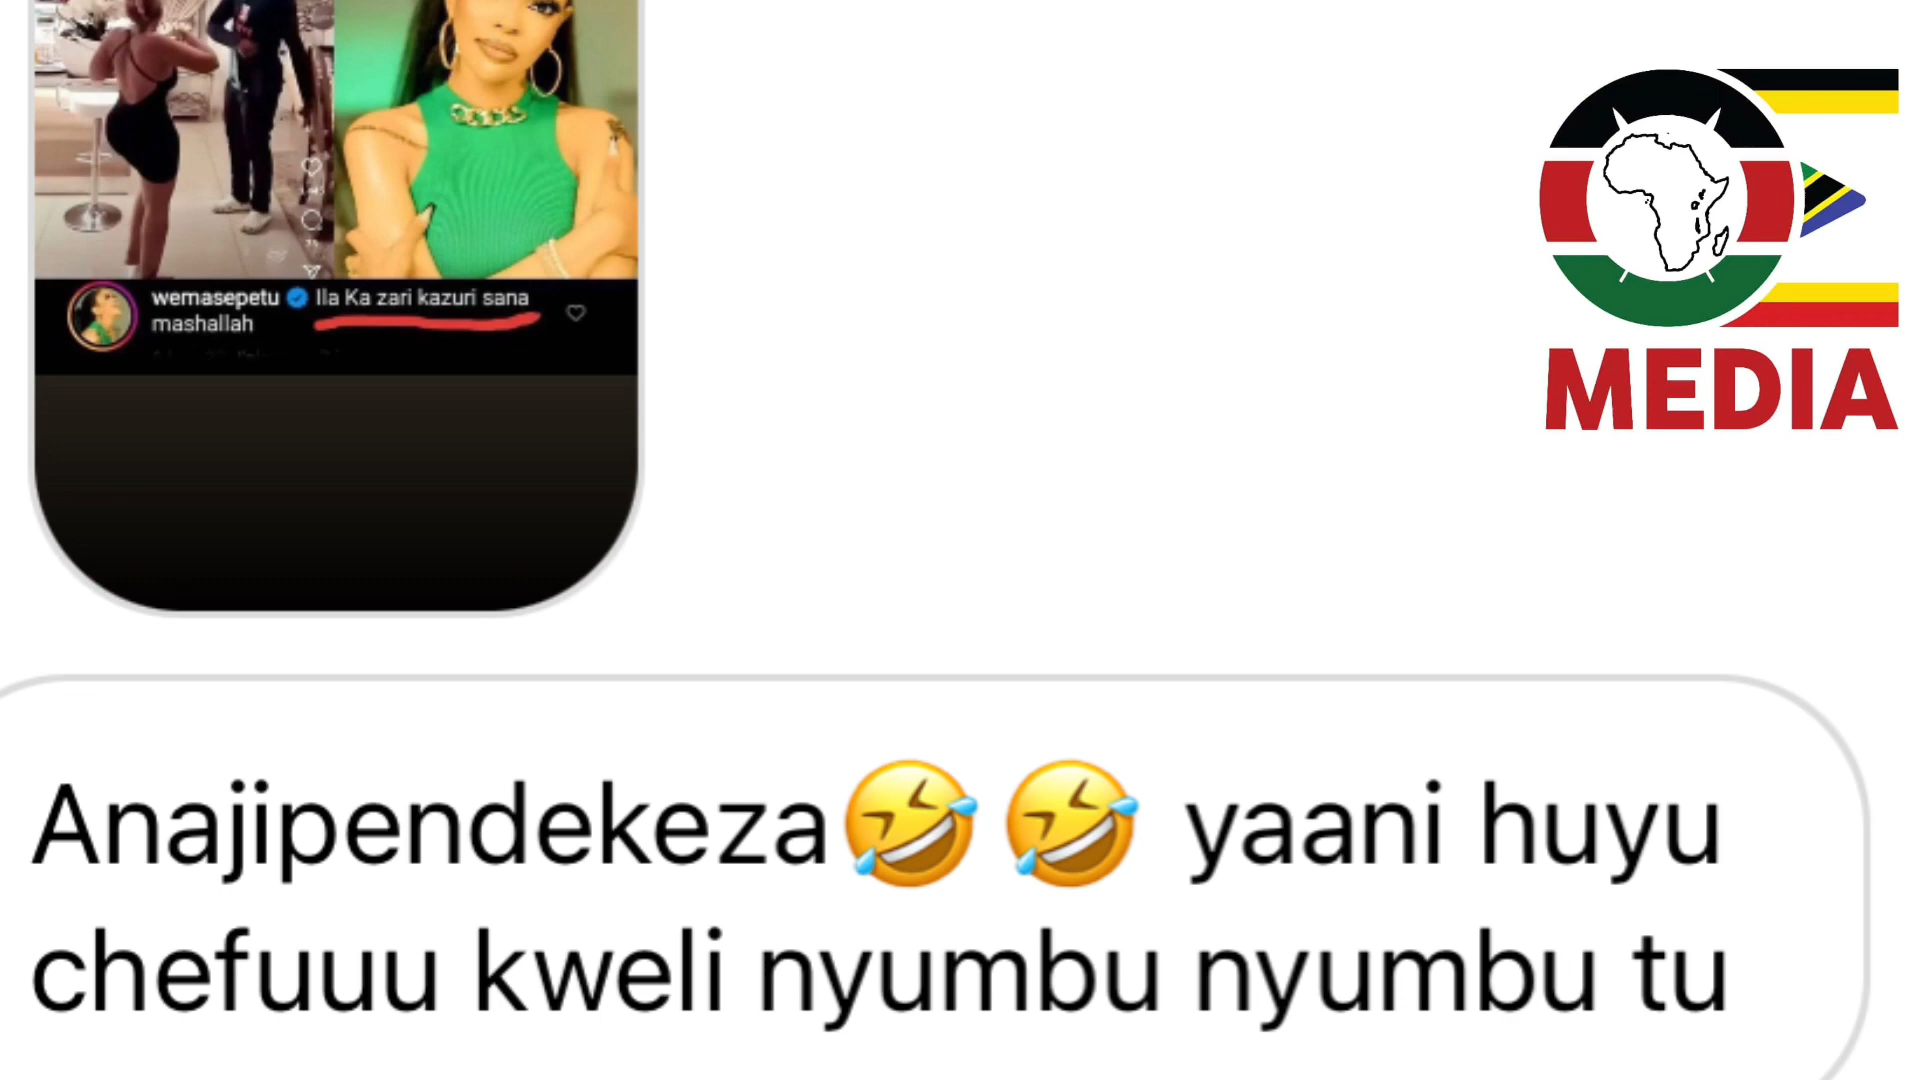 wemasepetu Ila Ka zari kazuri sana
mashallah
MEDIA
Anajipendekeza🤣🤣 yaani huyu
chefuuu kweli nyumbu nyumbu tu